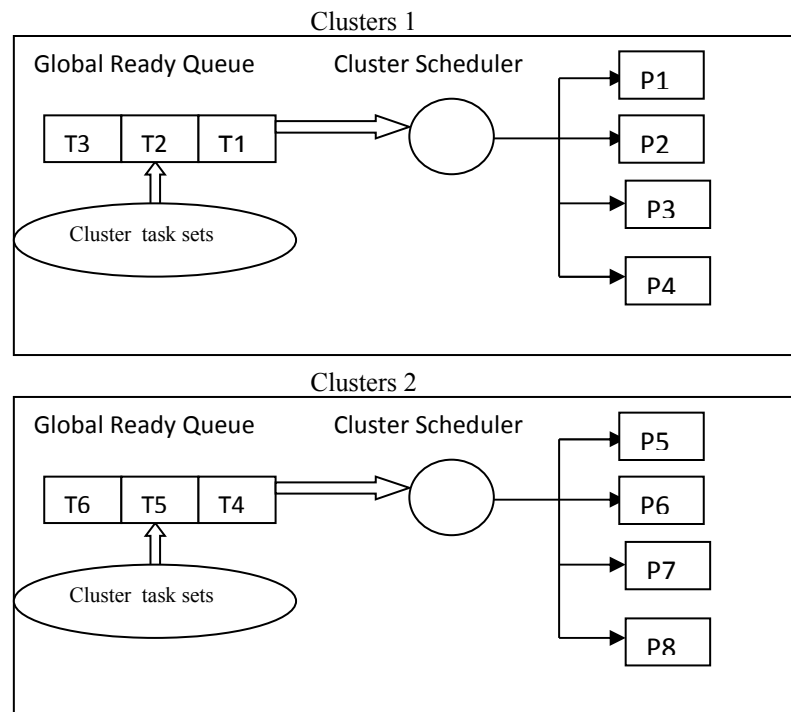 Clusters 1
Global Ready Queue
Cluster Scheduler
T3 T2 T1
Cluster task sets
P1
P2
P3
P4
Clusters 2
Global Ready Queue
Cluster Scheduler
T6 T5 T4
Cluster task sets
P5
P6
P7
P8